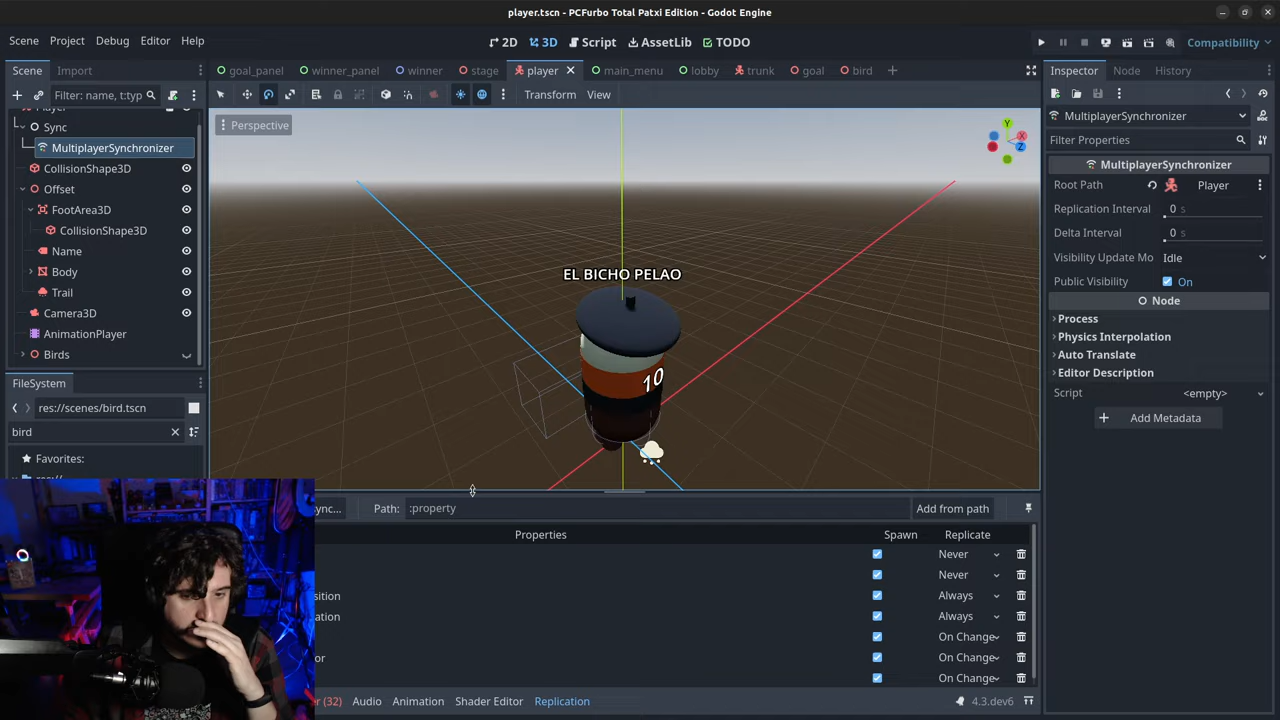 player.tscn - PCFurbo Total Patxi Edition - Godot Engine
Scene Project Debug Editor Help
2D 3D Script AssetLib TODO
Compatibility
Scene Import
goal_panel winner_panel winner stage player main_menu lobby trunk goal bird
Inspector Node History
Filter: name, t:typ
Transform View
Sync
MultiplayerSynchronizer
CollisionShape3D
Offset
FootArea3D
CollisionShape3D
Name
Body
Trail
Camera3D
AnimationPlayer
Birds
FileSystem
res://scenes/bird.tscn
bird
Favorites:
Perspective
Y
X
Z
EL BICHO PELAO
10
MultiplayerSynchronizer
Filter Properties
MultiplayerSynchronizer
Root Path Player
Replication Interval 0 s
Delta Interval 0 s
Visibility Update Mo Idle
Public Visibility On
Node
Process
Physics Interpolation
Auto Translate
Editor Description
Script <empty>
Add Metadata
ync... Path: :property Add from path
Properties Spawn Replicate
Never
Never
sition Always
ation Always
On Change
or On Change
On Change
(32) Audio Animation Shader Editor Replication 4.3.dev6